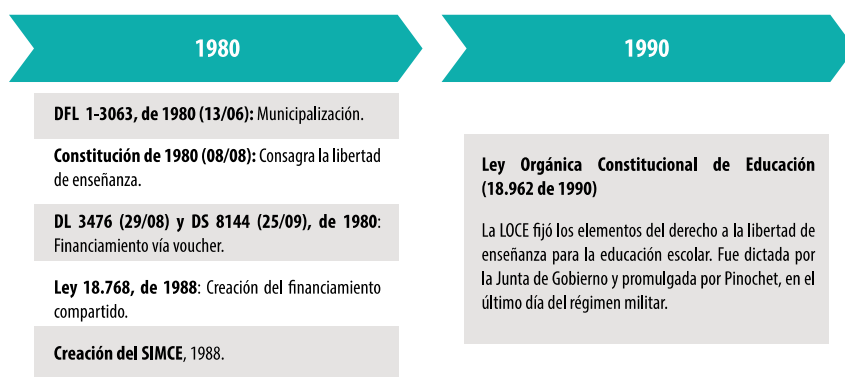 1980
DFL 1-3063, de 1980 (13/06): Municipalización.
Constitución de 1980 (08/08): Consagra la libertad
de enseñanza.
DL 3476 (29/08) y DS 8144 (25/09), de 1980:
Financiamiento vía voucher.
Ley 18.768, de 1988: Creación del financiamiento
compartido.
Creación del SIMCE, 1988.
1990
Ley Orgánica Constitucional de Educación
(18.962 de 1990)
La LOCE fijó los elementos del derecho a la libertad de
enseñanza para la educación escolar. Fue dictada por
la Junta de Gobierno y promulgada por Pinochet, en el
último día del régimen militar.